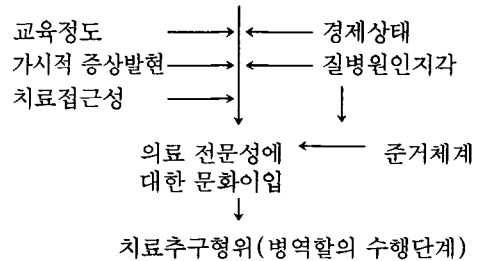 교육정도 경제상태
가시적 증상발현 질병원인지각
치료접근성
의료 전문성에 준거체계
대한 문화이입
치료추구형위(병역할의 수행단계)